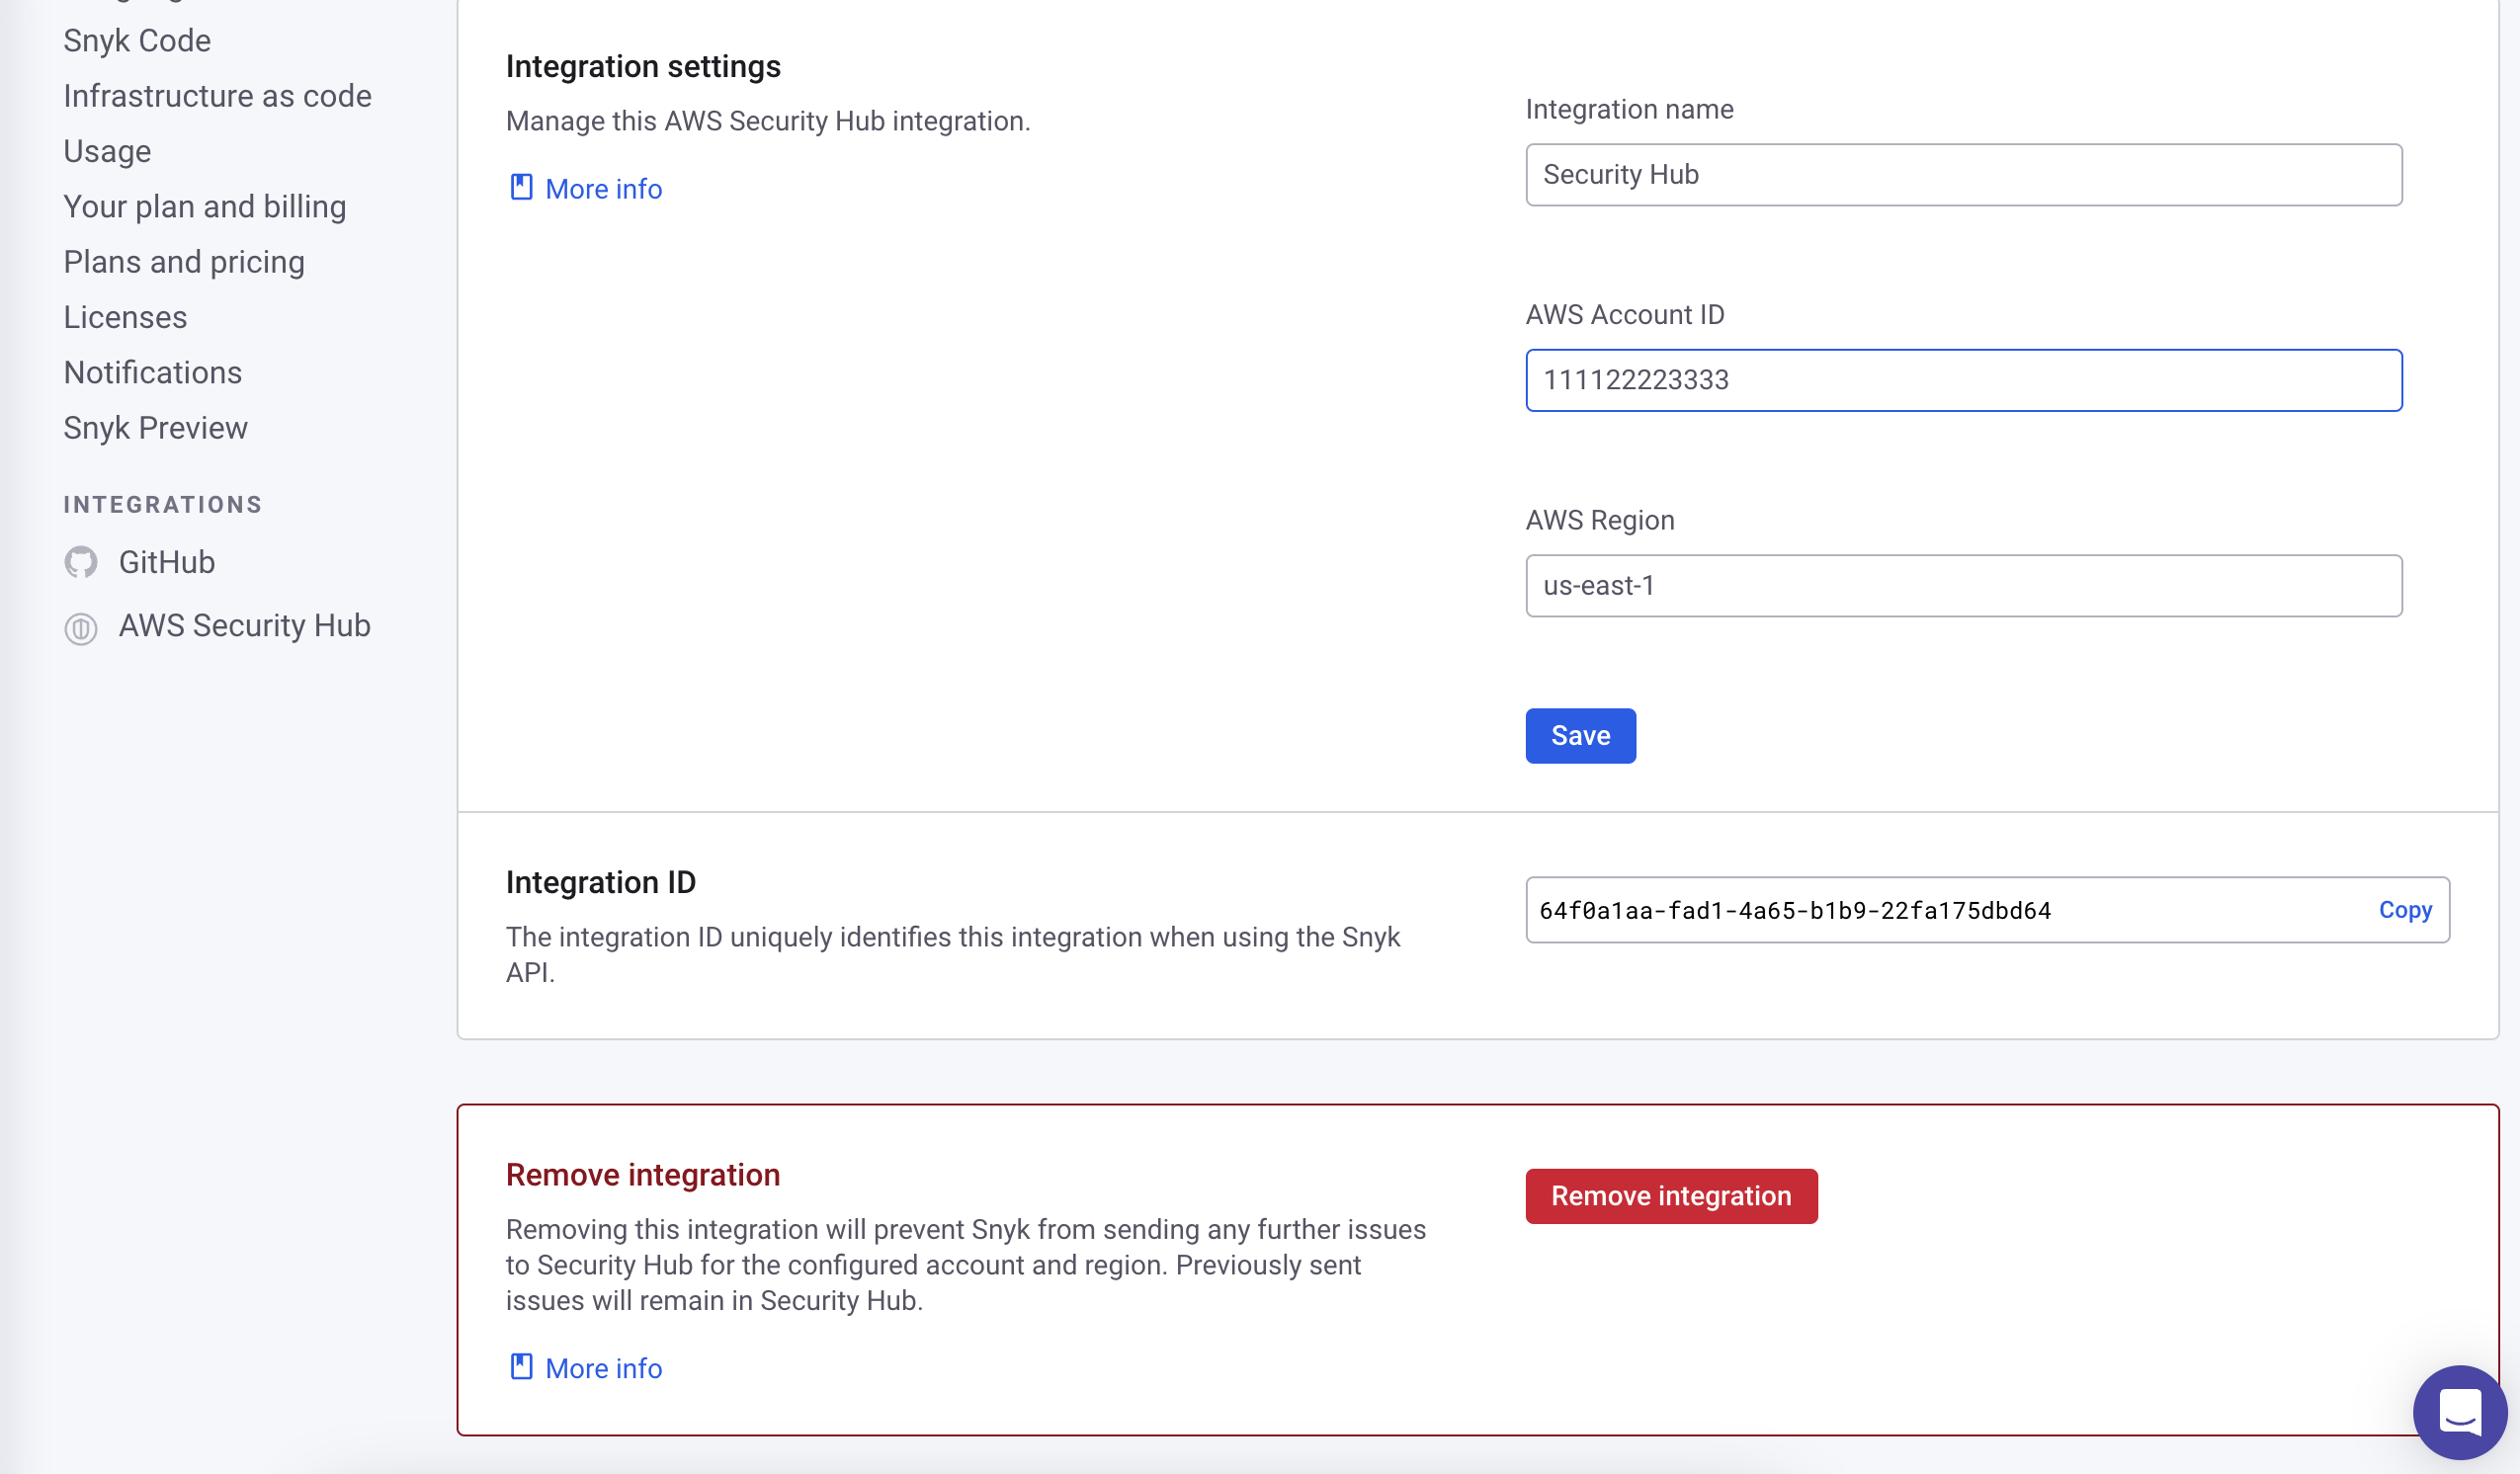 Snyk Code
Infrastructure as code
Usage
Your plan and billing
Plans and pricing
Licenses
Notifications
Snyk Preview
INTEGRATIONS
GitHub
AWS Security Hub
Integration settings
Manage this AWS Security Hub integration.
More info
Integration name
Security Hub
AWS Account ID
111122223333
AWS Region
us-east-1
Save
Integration ID
The integration ID uniquely identifies this integration when using the Snyk
API.
64f0a1aa-fad1-4a65-b1b9-22fa175dbd64
Copy
Remove integration
Removing this integration will prevent Snyk from sending any further issues
to Security Hub for the configured account and region. Previously sent
issues will remain in Security Hub.
More info
Remove integration